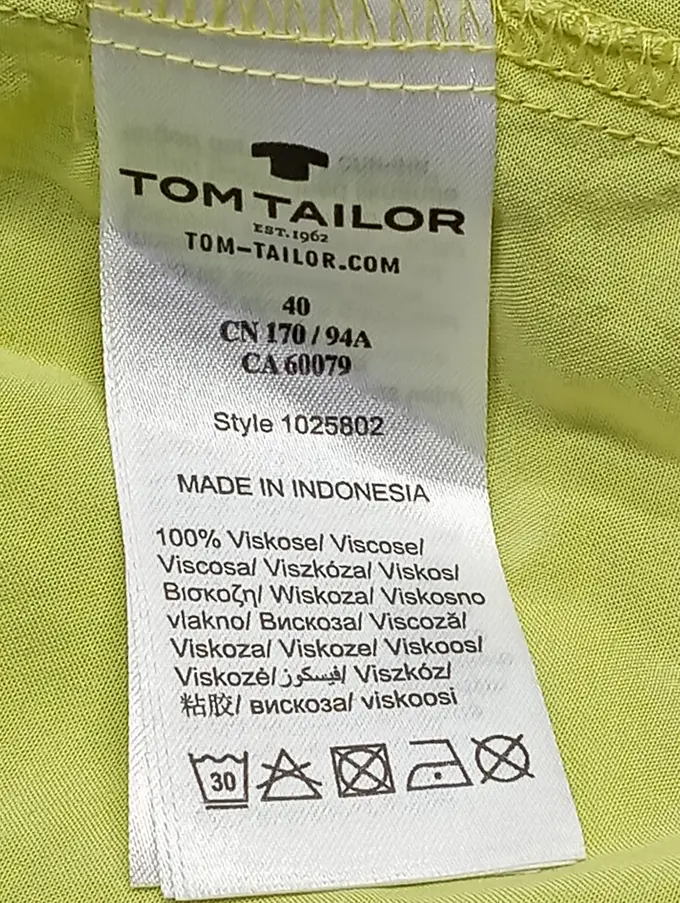 TOM TAILOR
EST.1962
TOM-TAILOR.COM
40
CN 170 / 94A
CA 60079
Style 1025802
MADE IN INDONESIA
100% Viskose/ Viscose/
Viscosa/ Viszkóza/ Viskos/
Βισκοζη/ Wiskoza/ Viskosno
vlakno/ Вискоза/ Viscoză/
Viskoza/ Viskoze/ Viskoos/
Viskozė/ فيسكوز/ Viszkóz/
粘胶/ вискоза/ viskoosi
30